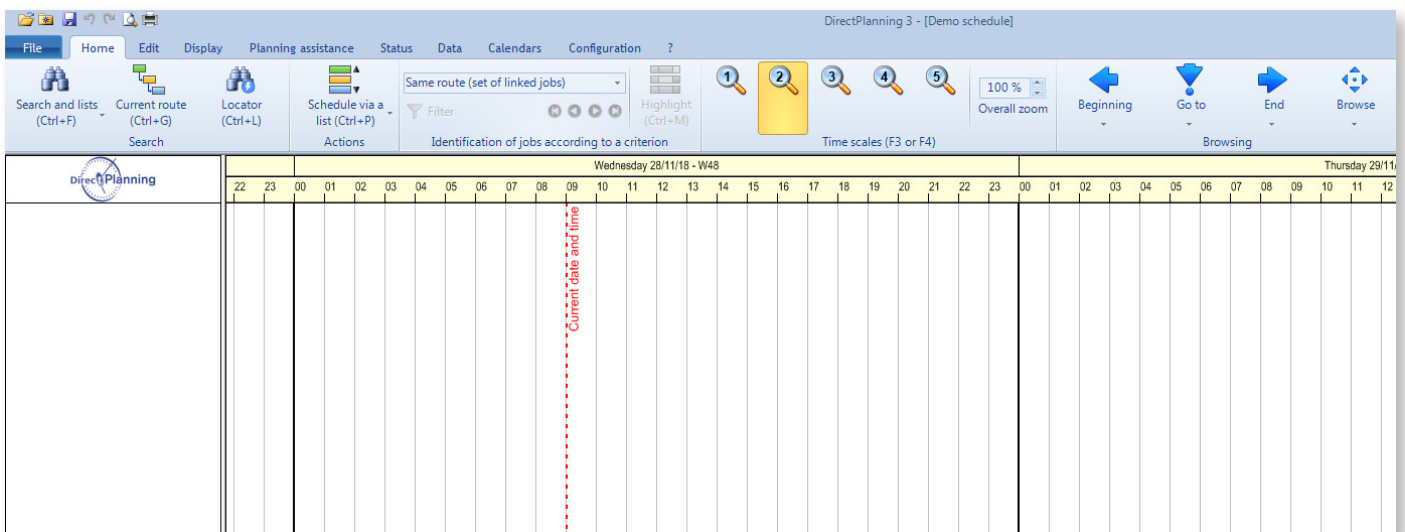 DirectPlanning 3 - [Demo schedule]
File Home Edit Display Planning assistance Status Data Calendars Configuration ?
Search and lists (Ctrl+F)
Current route (Ctrl+G)
Locator (Ctrl+L)
Search
Schedule via a list (Ctrl+P)
Actions
Same route (set of linked jobs)
Filter
Highlight (Ctrl+M)
Identification of jobs according to a criterion
1 2 3 4 5
100 %
Overall zoom
Time scales (F3 or F4)
Beginning
Go to
End
Browse
Browsing
DirectPlanning
Wednesday 28/11/18 - W48
Thursday 29/11/
22 23 00 01 02 03 04 05 06 07 08 09 10 11 12 13 14 15 16 17 18 19 20 21 22 23 00 01 02 03 04 05 06 07 08 09 10 11 12
Current date and time